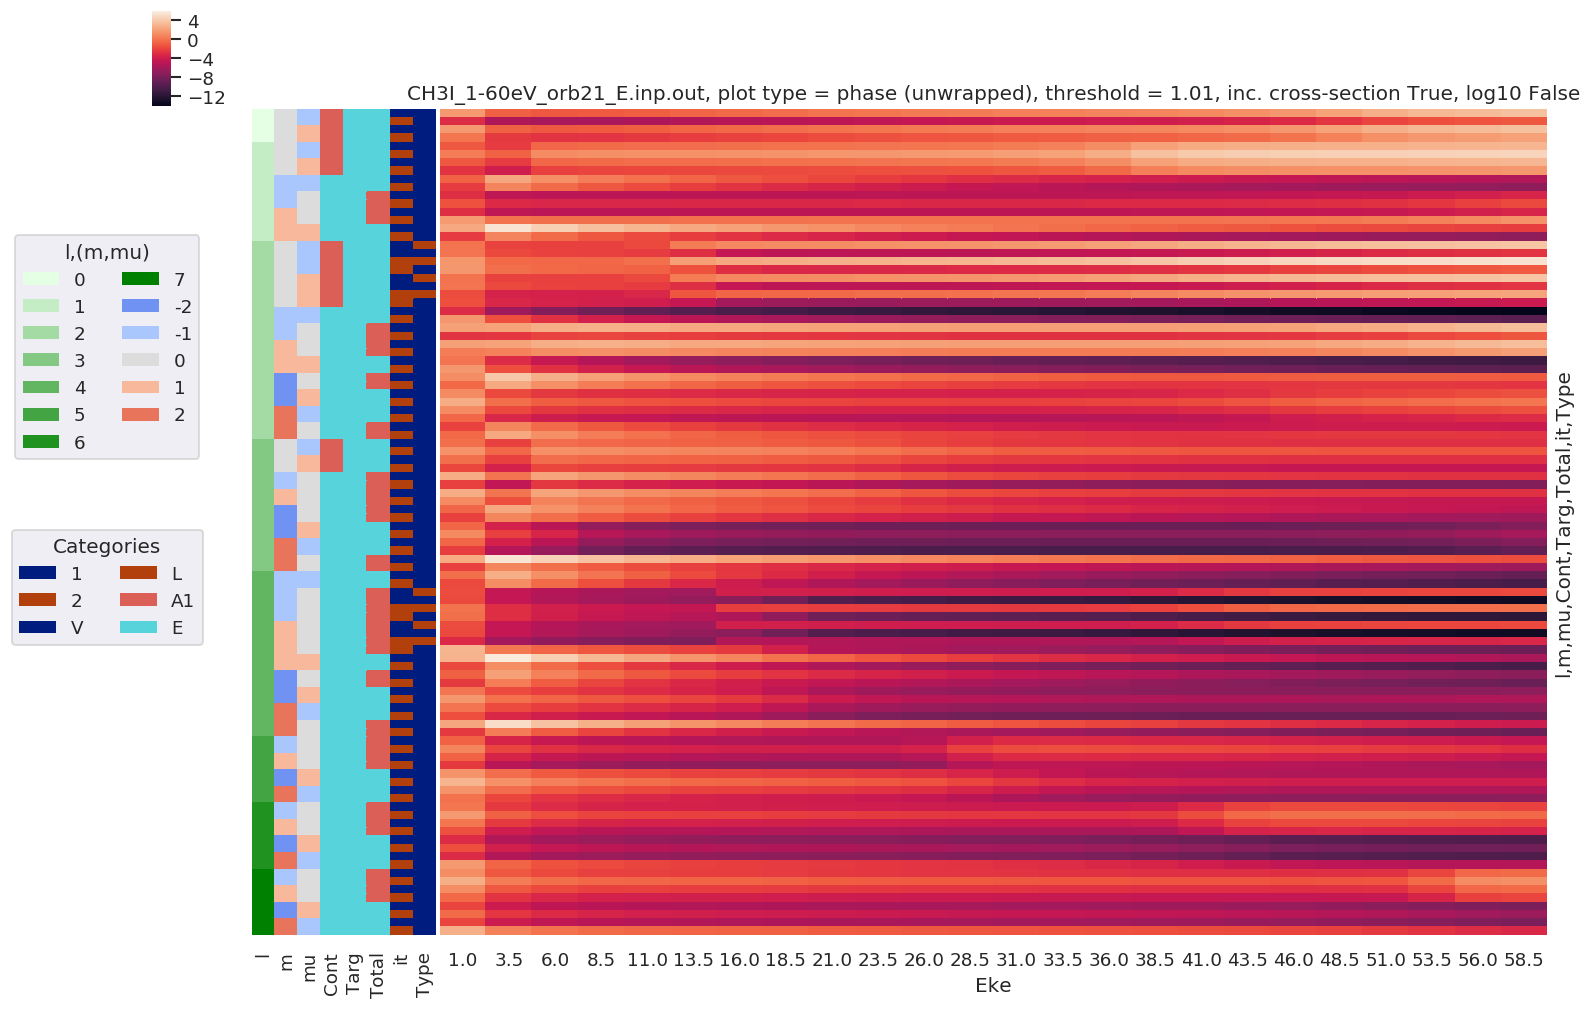 4
0
−4
−8
−12
CH3I_1-60eV_orb21_E.inp.out, plot type = phase (unwrapped), threshold = 1.01, inc. cross-section True, log10 False
l,(m,mu)
0 7
1 -2
2 -1
3 0
4 1
5 2
6
Categories
1 L
2 A1
V E
l,m,mu,Cont,Targ,Total,it,Type
l m mu Cont Targ Total it Type
1.0 3.5 6.0 8.5 11.0 13.5 16.0 18.5 21.0 23.5 26.0 28.5 31.0 33.5 36.0 38.5 41.0 43.5 46.0 48.5 51.0 53.5 56.0 58.5
Eke